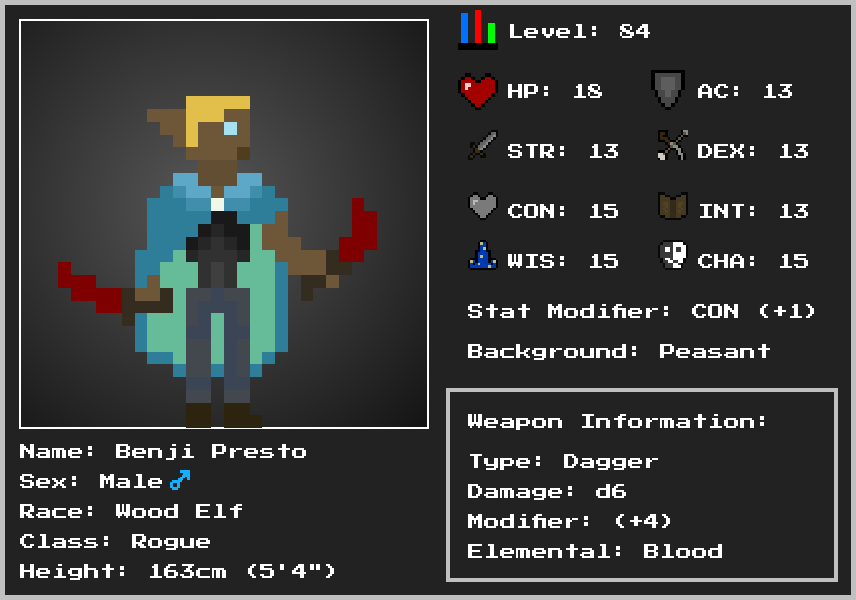 Level: 84
HP: 18 AC: 13
STR: 13 DEX: 13
CON: 15 INT: 13
WIS: 15 CHA: 15
Stat Modifier: CON (+1)
Background: Peasant
Weapon Information:
Type: Dagger
Damage: d6
Modifier: (+4)
Elemental: Blood
Name: Benji Presto
Sex: Male ♂
Race: Wood Elf
Class: Rogue
Height: 163cm (5'4")